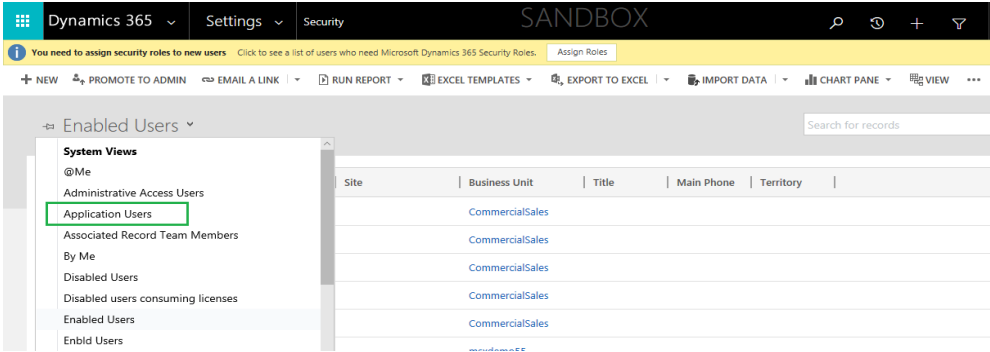 Dynamics 365 Settings Security SANDBOX
You need to assign security roles to new users Click to see a list of users who need Microsoft Dynamics 365 Security Roles. Assign Roles
NEW PROMOTE TO ADMIN EMAIL A LINK RUN REPORT EXCEL TEMPLATES EXPORT TO EXCEL IMPORT DATA CHART PANE VIEW ...
Enabled Users
Search for records
System Views
@Me
Administrative Access Users
Application Users
Associated Record Team Members
By Me
Disabled Users
Disabled users consuming licenses
Enabled Users
Enbld Users
Site Business Unit Title Main Phone Territory
CommercialSales
CommercialSales
CommercialSales
CommercialSales
CommercialSales